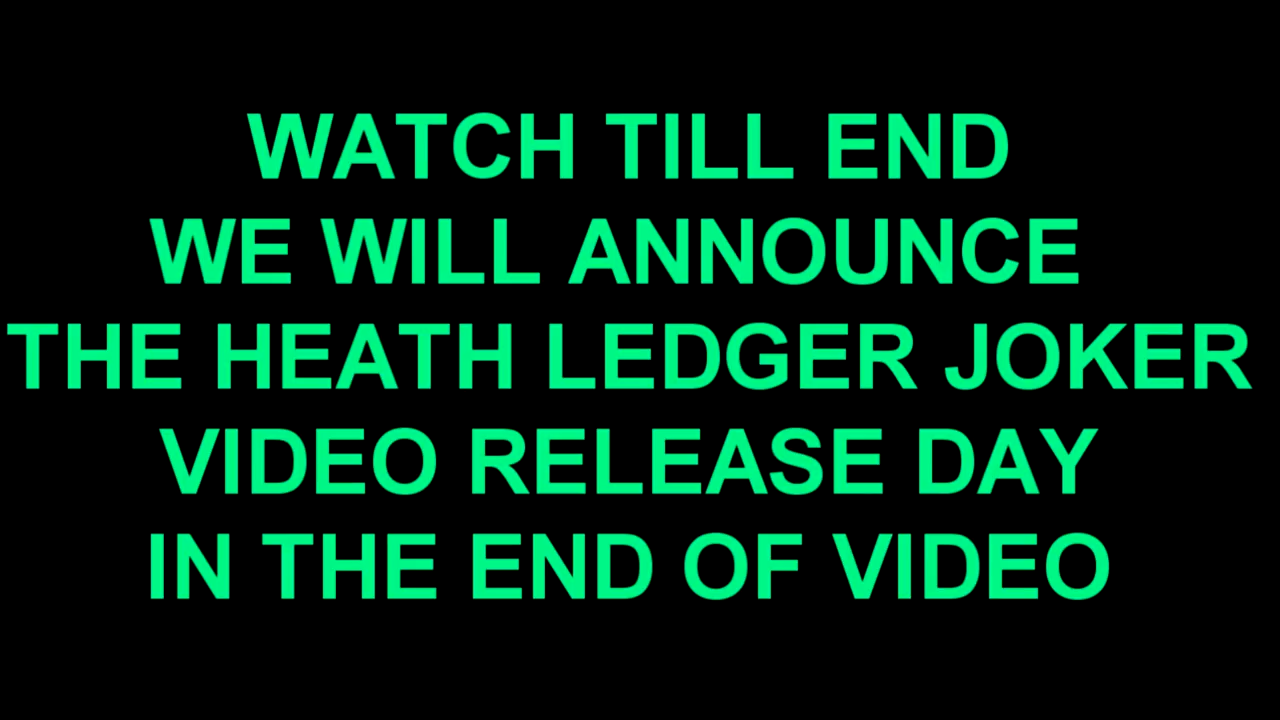 WATCH TILL END
WE WILL ANNOUNCE
THE HEATH LEDGER JOKER
VIDEO RELEASE DAY
IN THE END OF VIDEO